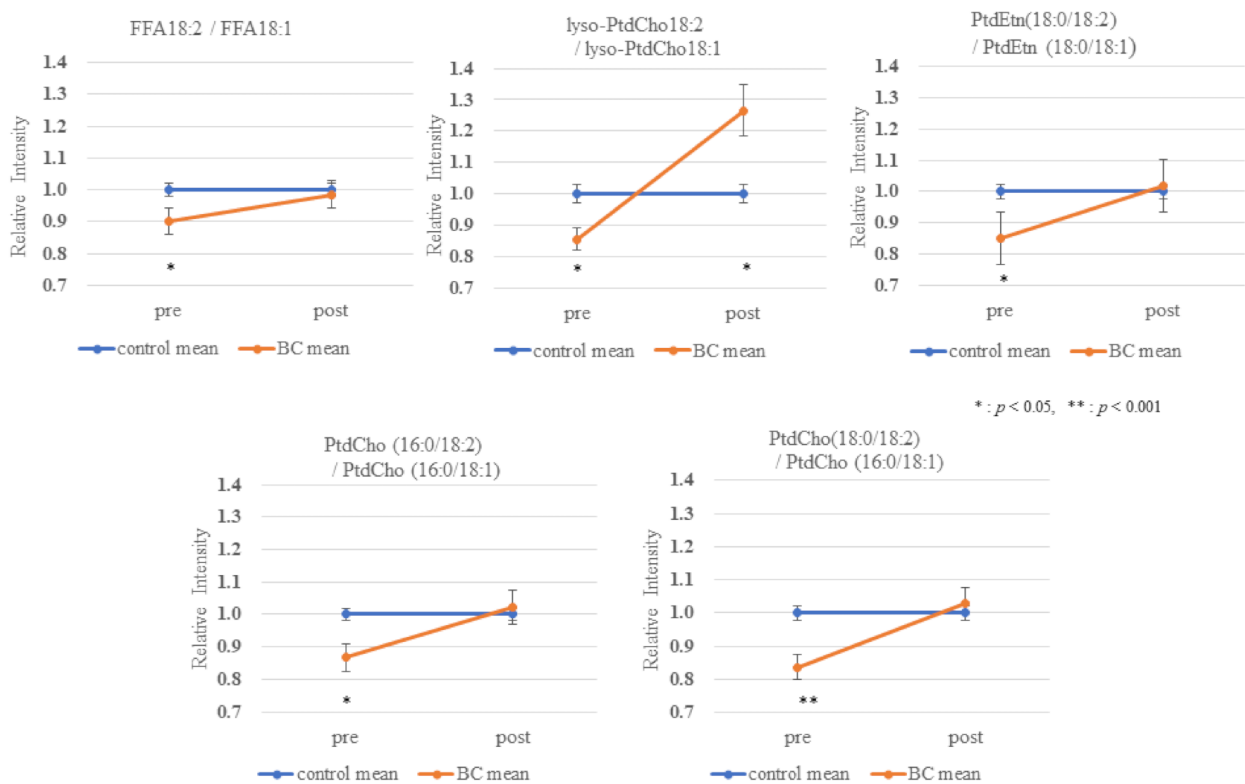 FFA18:2 / FFA18:1
Relative Intensity
1.4
1.3
1.2
1.1
1.0
0.9
0.8
0.7
*
pre
post
control mean
BC mean
lyso-PtdCho18:2
/ lyso-PtdCho18:1
Relative Intensity
1.4
1.3
1.2
1.1
1.0
0.9
0.8
0.7
*
*
pre
post
control mean
BC mean
PtdEtn(18:0/18:2)
/ PtdEtn (18:0/18:1)
Relative Intensity
1.4
1.3
1.2
1.1
1.0
0.9
0.8
0.7
*
pre
post
control mean
BC mean
* : p < 0.05, ** : p < 0.001
PtdCho (16:0/18:2)
/ PtdCho (16:0/18:1)
Relative Intensity
1.4
1.3
1.2
1.1
1.0
0.9
0.8
0.7
*
pre
post
control mean
BC mean
PtdCho(18:0/18:2)
/ PtdCho (16:0/18:1)
Relative Intensity
1.4
1.3
1.2
1.1
1.0
0.9
0.8
0.7
**
pre
post
control mean
BC mean